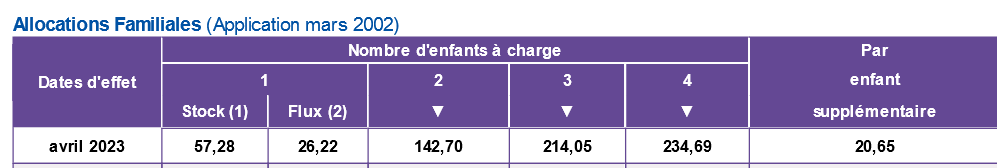 Allocations Familiales (Application mars 2002)
Dates d'effet Nombre d'enfants à charge Par
1 2 3 4 enfant
Stock (1) Flux (2) ▼ ▼ ▼ supplémentaire
avril 2023 57,28 26,22 142,70 214,05 234,69 20,65